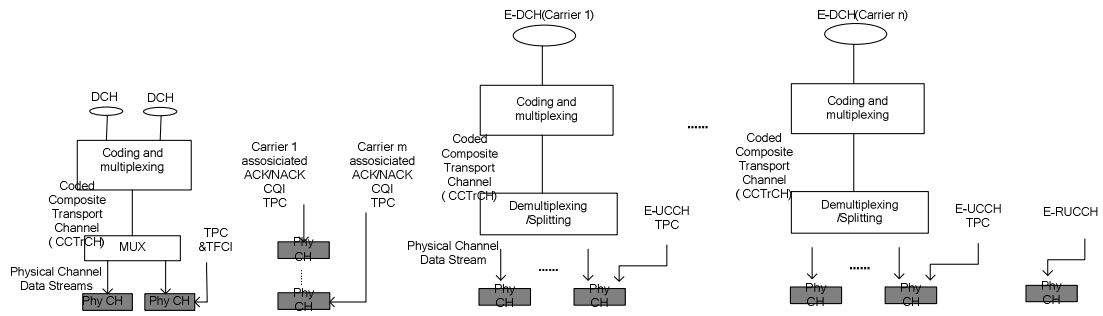 E-DCH(Carrier 1)
E-DCH(Carrier n)
DCH
DCH
Coding and
multiplexing
Coded
Composite
Transport
Channel
( CCTrCH)
MUX
TPC
&TFCI
Physical Channel
Data Streams
Phy CH
Phy CH
Carrier 1
assosiciated
ACK/NACK
CQI
TPC
Carrier m
assosiciated
ACK/NACK
CQI
TPC
Phy
CH
Phy
CH
Coding and
multiplexing
Coded
Composite
Transport
Channel
( CCTrCH)
Demultiplexing
/Splitting
E-UCCH
TPC
Physical Channel
Data Stream
......
Phy
CH
Phy
CH
......
Coding and
multiplexing
Coded
Composite
Transport
Channel
( CCTrCH)
Demultiplexing
/Splitting
E-UCCH
TPC
......
Phy
CH
Phy
CH
E-RUCCH
Phy
CH